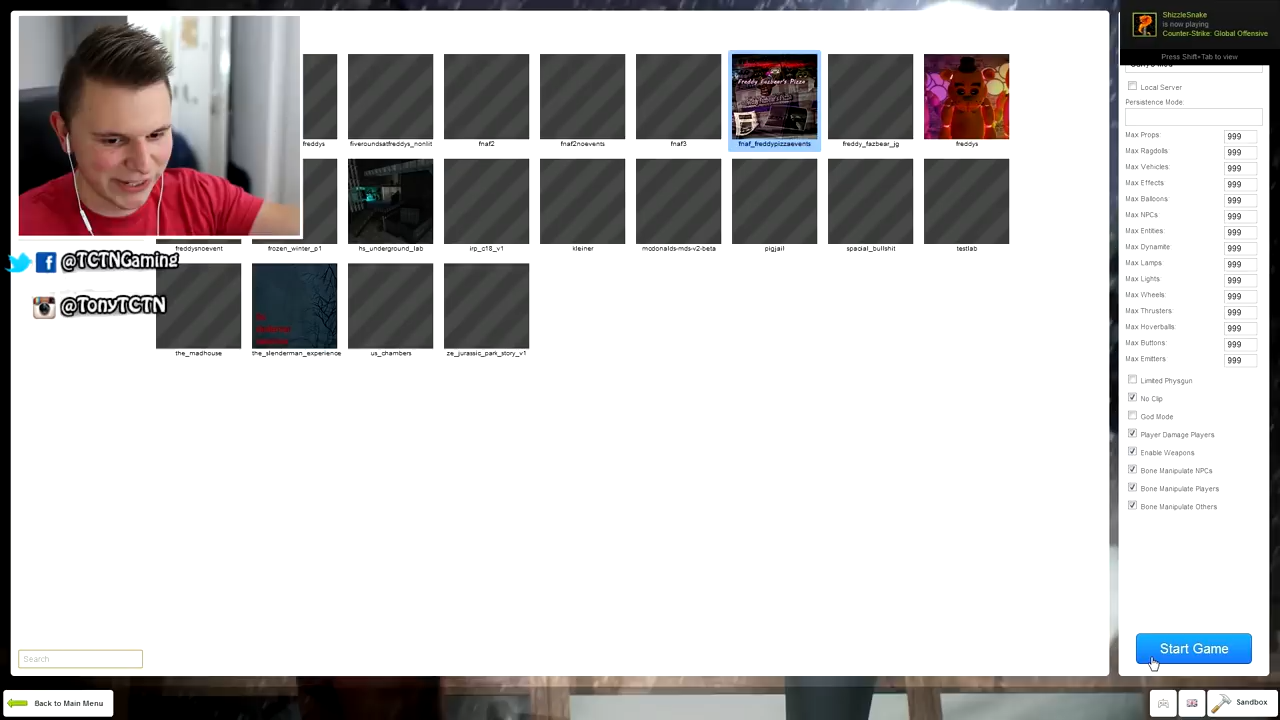 ShizzleSnake
is now playing
Counter-Strike: Global Offensive
Press Shift+Tab to view
Freddy Fazbear's Pizza
freddys
fiveroundsatfreddys_nonlit
fnaf2
fnaf2noevents
fnaf3
fnaf_freddypizzaevents
freddy_fazbear_jg
freddys
freddysnoevent
frozen_winter_p1
hs_underground_lab
irp_c18_v1
kleiner
mcdonalds-mds-v2-beta
pigjail
spacial_bullshit
testlab
@TCTNGaming
@TonyTCTN
the_madhouse
the_slenderman_experience
us_chambers
ze_jurassic_park_story_v1
Local Server
Persistence Mode:
Max Props: 999
Max Ragdolls: 999
Max Vehicles: 999
Max Effects: 999
Max Balloons: 999
Max NPCs: 999
Max Entities: 999
Max Dynamite: 999
Max Lamps: 999
Max Lights: 999
Max Wheels: 999
Max Thrusters: 999
Max Hoverballs: 999
Max Buttons: 999
Max Emitters: 999
Limited Physgun
No Clip
God Mode
Player Damage Players
Enable Weapons
Bone Manipulate NPCs
Bone Manipulate Players
Bone Manipulate Others
Start Game
Search
Back to Main Menu
Sandbox